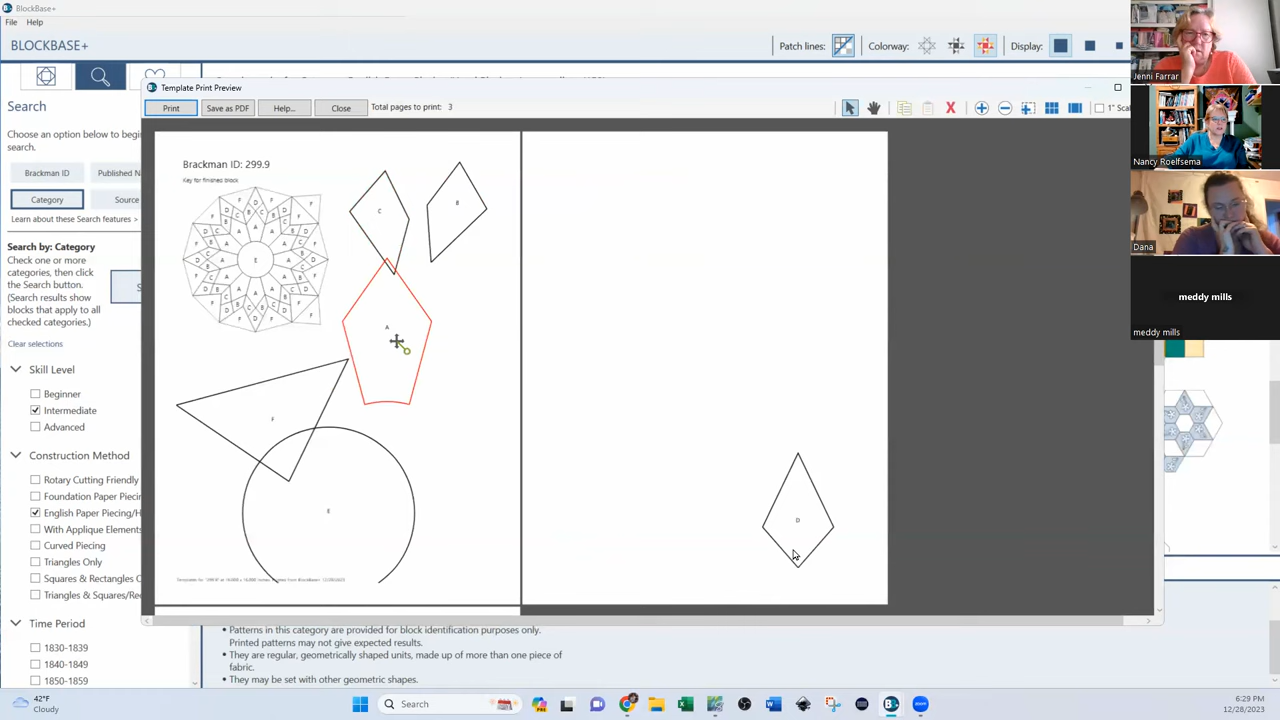 BlockBase+
File Help
BLOCKBASE+
Patch lines:
Colorway:
Display:
Search
Choose an option below to begin
search.
Brackman ID
Published N
Category
Source
Learn about these Search features >
Search by: Category
Check one or more
categories, then click
the Search button.
(Search results show
blocks that apply to all
checked categories.)
Clear selections
Skill Level
Beginner
Intermediate
Advanced
Construction Method
Rotary Cutting Friendly
Foundation Paper Piecin
English Paper Piecing/H
With Applique Elements
Curved Piecing
Triangles Only
Squares & Rectangles O
Triangles & Squares/Re
Time Period
1830-1839
1840-1849
1850-1859
Template Print Preview
Print
Save as PDF
Help...
Close
Total pages to print: 3
1" Scal
Brackman ID: 299.9
Key for finished block
C
B
A
F
E
D
• Patterns in this category are provided for block identification purposes only.
Printed patterns may not give expected results.
• They are regular, geometrically shaped units, made up of more than one piece of
fabric.
• They may be set with other geometric shapes.
Jenni Farrar
Nancy Roelfsema
Dana
meddy mills
meddy mills
42°F
Cloudy
Search
6:29 PM
12/28/2023